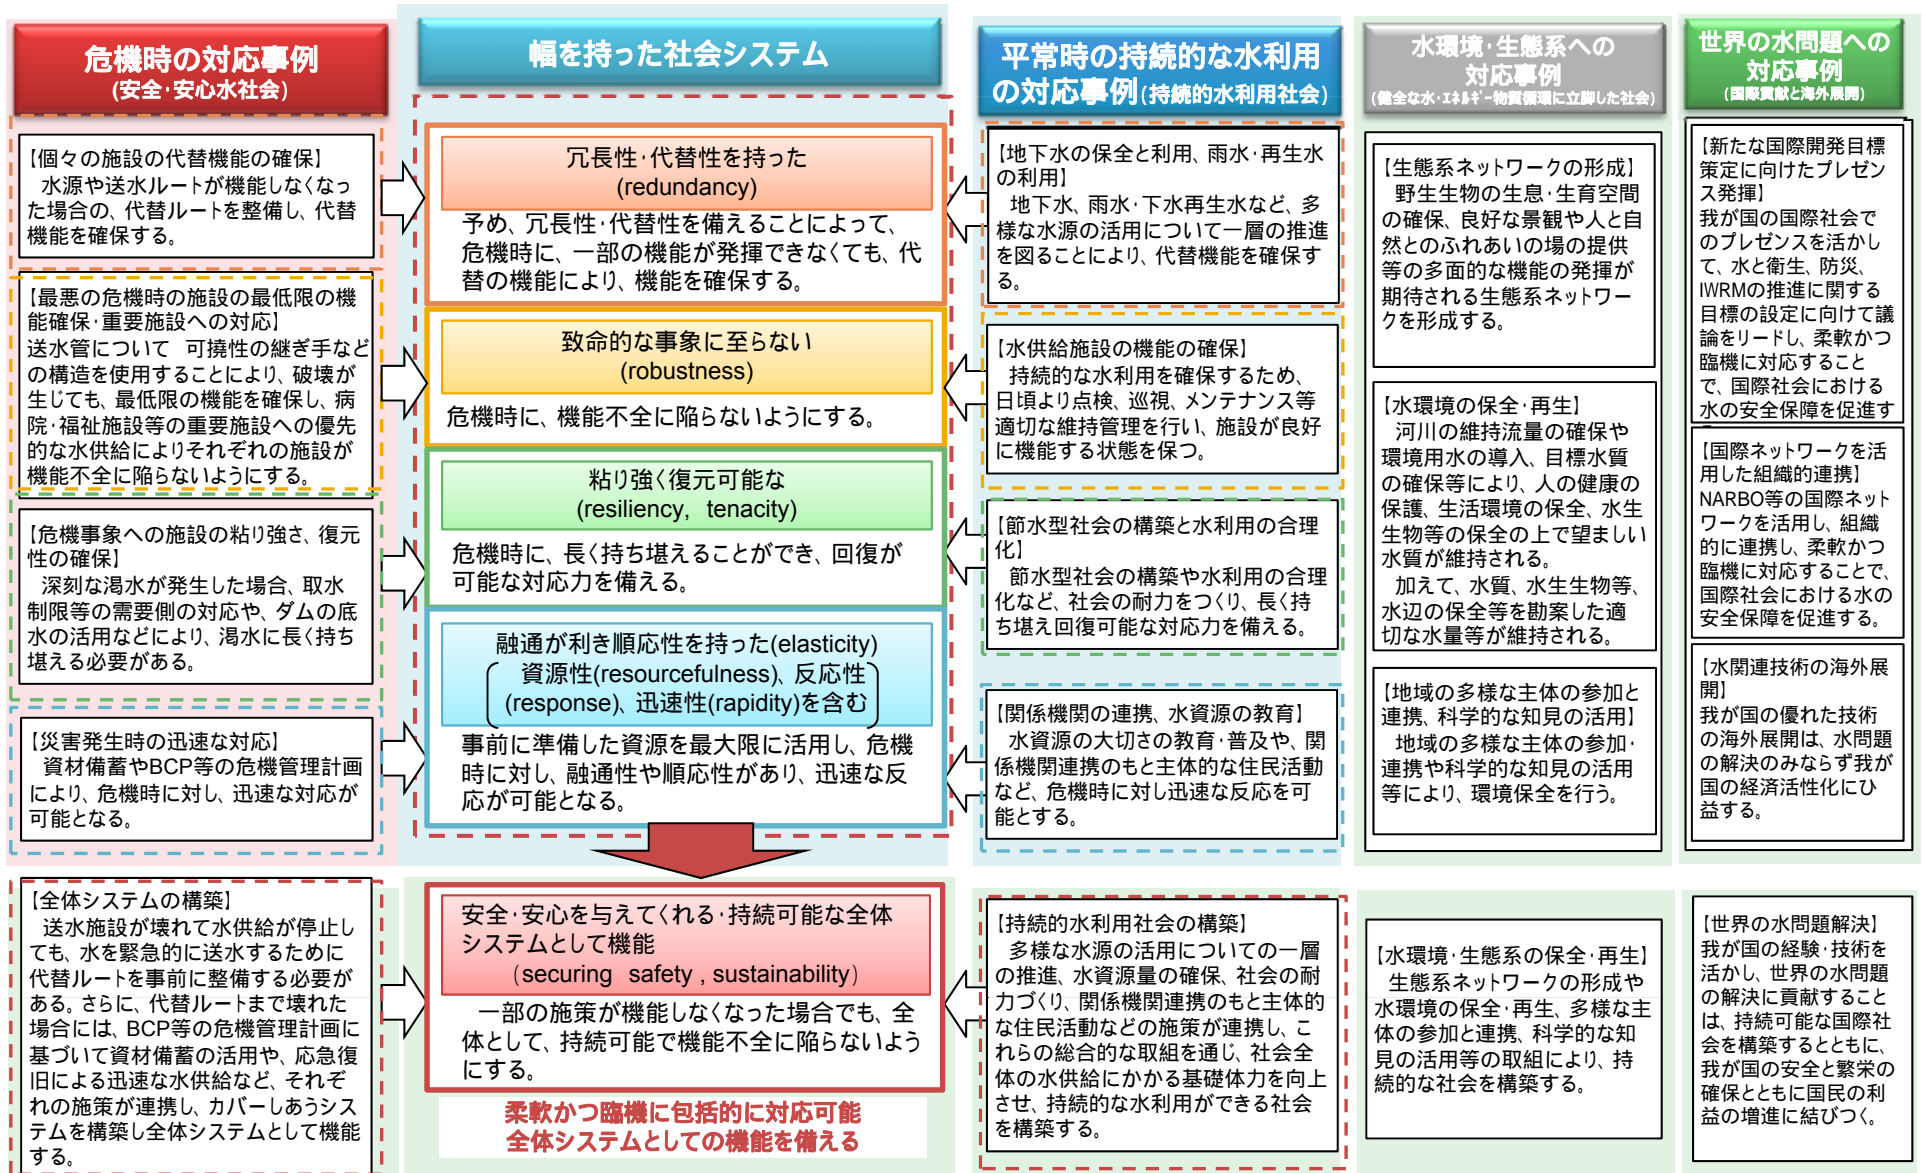 危機時の対応事例
(安全･安心水社会)
【個々の施設の代替機能の確保】
水源や送水ルートが機能しなくなっ
た場合の、代替ルートを整備し、代替
機能を確保する。
【最悪の危機時の施設の最低限の機
能確保･重要施設への対応】
送水管について 可撓性の継ぎ手など
の構造を使用することにより、破壊が
生じても、最低限の機能を確保し、病
院･福祉施設等の重要施設への優先
的な水供給によりそれぞれの施設が
機能不全に陥らないようにする。
【危機事象への施設の粘り強さ、復元
性の確保】
深刻な渇水が発生した場合、取水
制限等の需要側の対応や、ダムの底
水の活用などにより、渇水に長く持ち
堪える必要がある。
【災害発生時の迅速な対応】
資材備蓄やBCP等の危機管理計画
により、危機時に対し、迅速な対応が
可能となる。
【全体システムの構築】
送水施設が壊れて水供給が停止し
ても、水を緊急的に送水するために
代替ルートを事前に整備する必要が
ある。さらに、代替ルートまで壊れた
場合には、BCP等の危機管理計画に
基づいて資材備蓄の活用や、応急復
旧による迅速な水供給など、それぞ
れの施策が連携し、カバーしあうシス
テムを構築し全体システムとして機能
する。
幅を持った社会システム
冗長性･代替性を持った
(redundancy)
予め、冗長性･代替性を備えることによって、
危機時に、一部の機能が発揮できなくても、代
替の機能により、機能を確保する。
致命的な事象に至らない
(robustness)
危機時に、機能不全に陥らないようにする。
粘り強く復元可能な
(resiliency, tenacity)
危機時に、長く持ち堪えることができ、回復が
可能な対応力を備える。
融通が利き順応性を持った(elasticity)
資源性(resourcefulness)、反応性
(response)、迅速性(rapidity)を含む
事前に準備した資源を最大限に活用し、危機
時に対し、融通性や順応性があり、迅速な反
応が可能となる。
安全･安心を与えてくれる･持続可能な全体
システムとして機能
(securing safety , sustainability)
一部の施策が機能しなくなった場合でも、全
体として、持続可能で機能不全に陥らないよう
にする。
柔軟かつ臨機に包括的に対応可能
全体システムとしての機能を備える
平常時の持続的な水利用
の対応事例(持続的水利用社会)
【地下水の保全と利用、雨水･再生水
の利用】
地下水、雨水･下水再生水など、多
様な水源の活用について一層の推進
を図ることにより、代替機能を確保す
る。
【水供給施設の機能の確保】
持続的な水利用を確保するため、
日頃より点検、巡視、メンテナンス等
適切な維持管理を行い、施設が良好
に機能する状態を保つ。
【節水型社会の構築と水利用の合理
化】
節水型社会の構築や水利用の合理
化など、社会の耐力をつくり、長く持
ち堪え回復可能な対応力を備える。
【関係機関の連携、水資源の教育】
水資源の大切さの教育･普及や、関
係機関連携のもと主体的な住民活動
など、危機時に対し迅速な反応を可
能とする。
【持続的水利用社会の構築】
多様な水源の活用についての一層
の推進、水資源量の確保、社会の耐
力づくり、関係機関連携のもと主体的
な住民活動などの施策が連携し、こ
れらの総合的な取組を通じ、社会全
体の水供給にかかる基礎体力を向上
させ、持続的な水利用ができる社会
を構築する。
水環境･生態系への
対応事例
(健全な水･エネルギー物質循環に立脚した社会)
【生態系ネットワークの形成】
野生生物の生息･生育空間
の確保、良好な景観や人と自
然とのふれあいの場の提供
等の多面的な機能の発揮が
期待される生態系ネットワー
クを形成する。
【水環境の保全･再生】
河川の維持流量の確保や
環境用水の導入、目標水質
の確保等により、人の健康の
保護、生活環境の保全、水生
生物等の保全の上で望ましい
水質が維持される。
加えて、水質、水生生物等、
水辺の保全等を勘案した適
切な水量等が維持される。
【地域の多様な主体の参加と
連携、科学的な知見の活用】
地域の多様な主体の参加･
連携や科学的な知見の活用
等により、環境保全を行う。
【水環境･生態系の保全･再生】
生態系ネットワークの形成や
水環境の保全･再生、多様な主
体の参加と連携、科学的な知
見の活用等の取組により、持
続的な社会を構築する。
世界の水問題への
対応事例
(国際貢献と海外展開)
【新たな国際開発目標
策定に向けたプレゼン
ス発揮】
我が国の国際社会で
のプレゼンスを活かし
て、水と衛生、防災、
IWRMの推進に関する
目標の設定に向けて議
論をリードし、柔軟かつ
臨機に対応すること
で、国際社会における
水の安全保障を促進す
【国際ネットワークを活
用した組織的連携】
NARBO等の国際ネット
ワークを活用し、組織
的に連携し、柔軟かつ
臨機に対応することで、
国際社会における水の
安全保障を促進する。
【水関連技術の海外展
開】
我が国の優れた技術
の海外展開は、水問題
の解決のみならず我が
国の経済活性化にひ
益する。
【世界の水問題解決】
我が国の経験･技術を
活かし、世界の水問題
の解決に貢献すること
は、持続可能な国際社
会を構築するとともに、
我が国の安全と繁栄の
確保とともに国民の利
益の増進に結びつく。